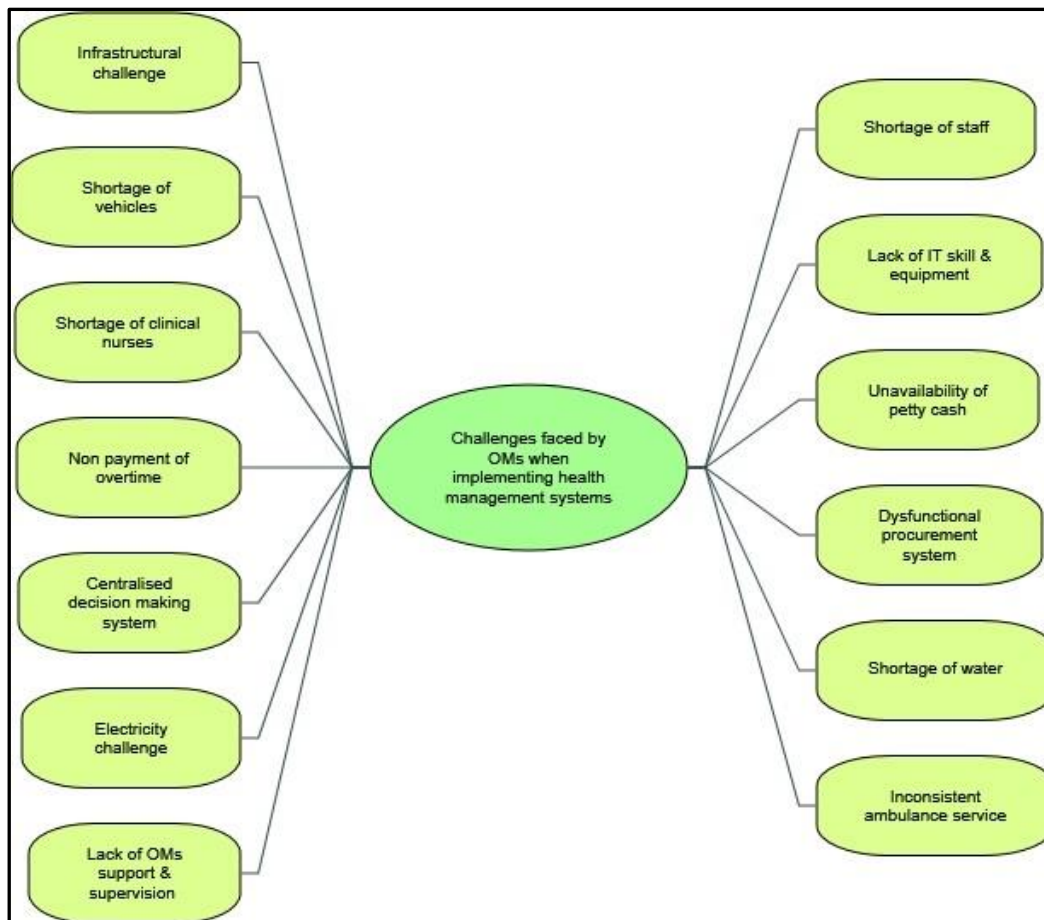 Infrastructural
challenge
Shortage of
vehicles
Shortage of clinical
nurses
Non payment of
overtime
Centralised
decision making
system
Electricity
challenge
Lack of OMs
support &
supervision
Challenges faced by
OMs when
implementing health
management systems
Shortage of staff
Lack of IT skill &
equipment
Unavailability of
petty cash
Dysfunctional
procurement
system
Shortage of water
Inconsistent
ambulance service